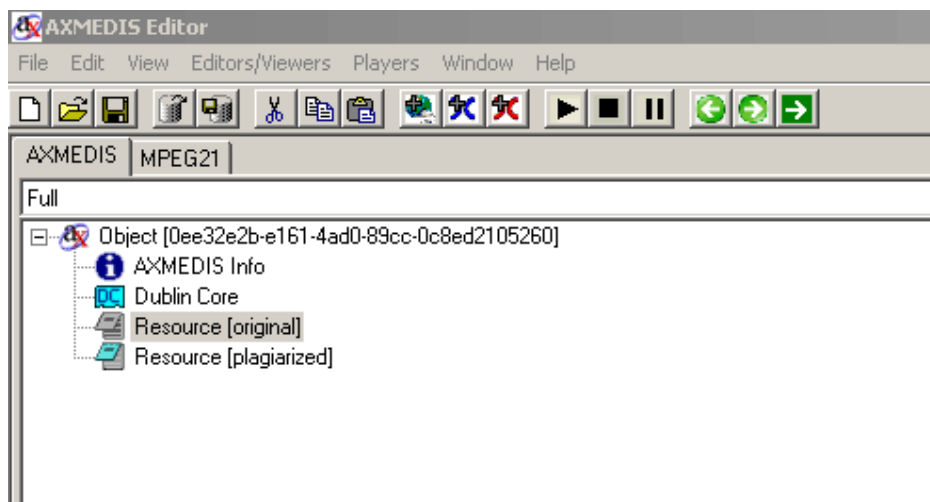 AXMEDIS Editor
File Edit View Editors/Viewers Players Window Help
AXMEDIS MPEG21
Full
Object [0ee32e2b-e161-4ad0-89cc-0c8ed2105260]
AXMEDIS Info
DC Dublin Core
Resource [original]
Resource [plagiarized]